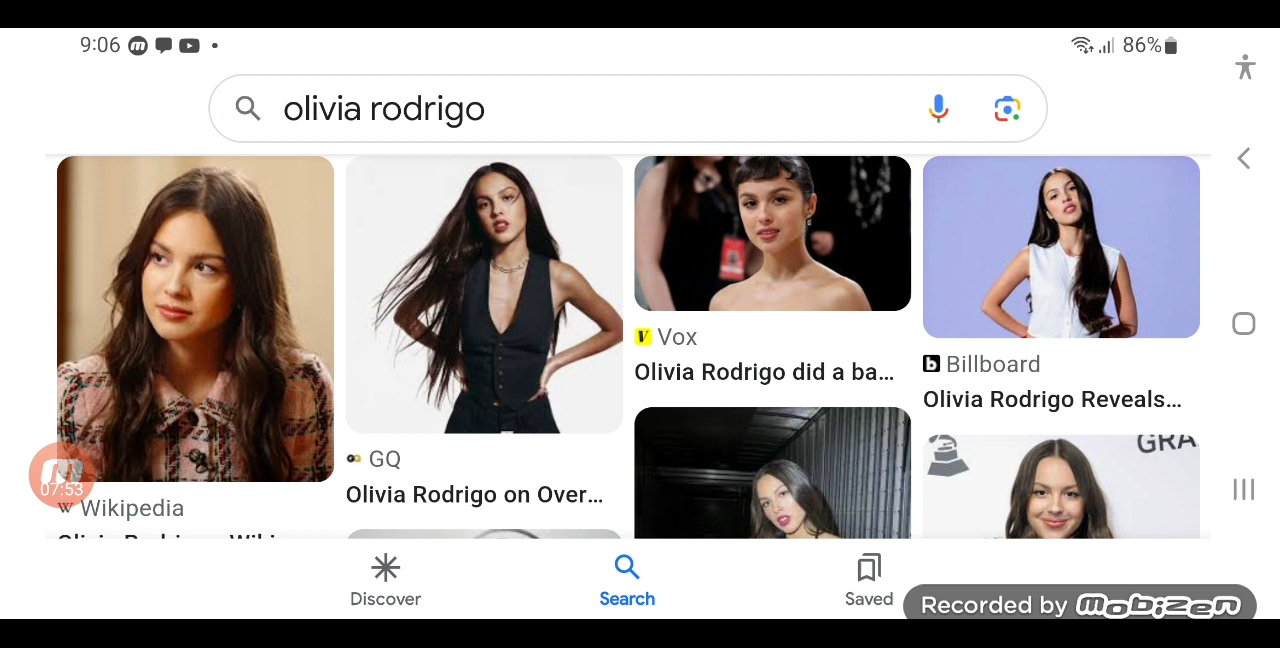 9:06
86%
olivia rodrigo
Vox
Olivia Rodrigo did a ba...
Billboard
Olivia Rodrigo Reveals...
GRA
GQ
Olivia Rodrigo on Over...
07:53
Wikipedia
Discover
Search
Saved
Recorded by mobizen